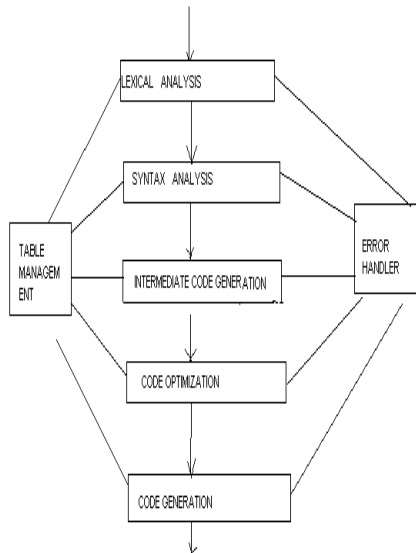 LEXICAL ANALYSIS
SYNTAX ANALYSIS
TABLE
MANAGEM
ENT
ERROR
HANDLER
INTERMEDIATE CODE GENERATION
CODE OPTIMIZATION
CODE GENERATION